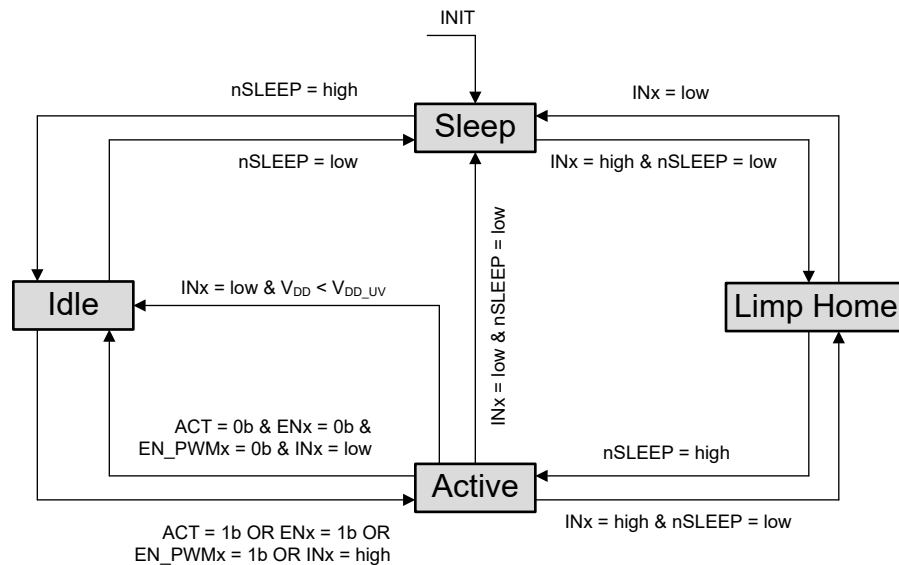 INIT
nSLEEP = high
INx = low
Sleep
nSLEEP = low
INx = high & nSLEEP = low
INx = low & VDD < VDD_UV
INx = low & nSLEEP = low
Idle
Limp Home
ACT = 0b & ENx = 0b &
EN_PWMx = 0b & INx = low
nSLEEP = high
Active
INx = high & nSLEEP = low
ACT = 1b OR ENx = 1b OR
EN_PWMx = 1b OR INx = high